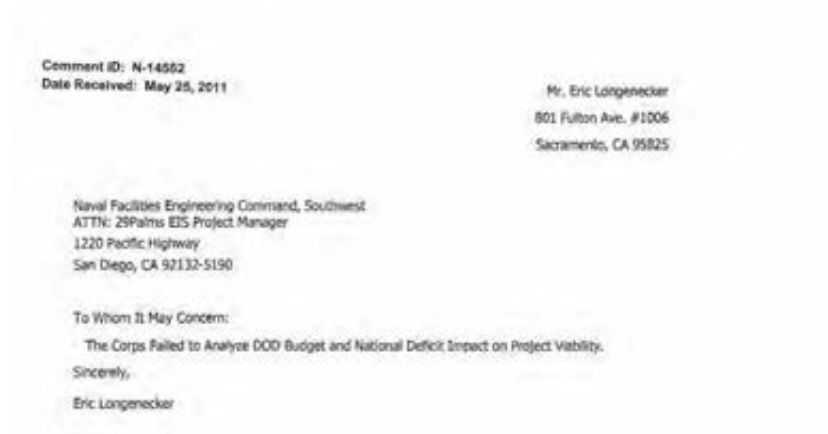 Comment ID: N-14552
Date Received: May 25, 2011
Mr. Eric Longenecker
801 Fulton Ave. #1006
Sacramento, CA 95825
Naval Facilities Engineering Command, Southwest
ATTN: 29Palms EIS Project Manager
1220 Pacific Highway
San Diego, CA 92132-5190
To Whom It May Concern:
The Corps Failed to Analyze DOD Budget and National Deficit Impact on Project Viability.
Sincerely,
Eric Longenecker